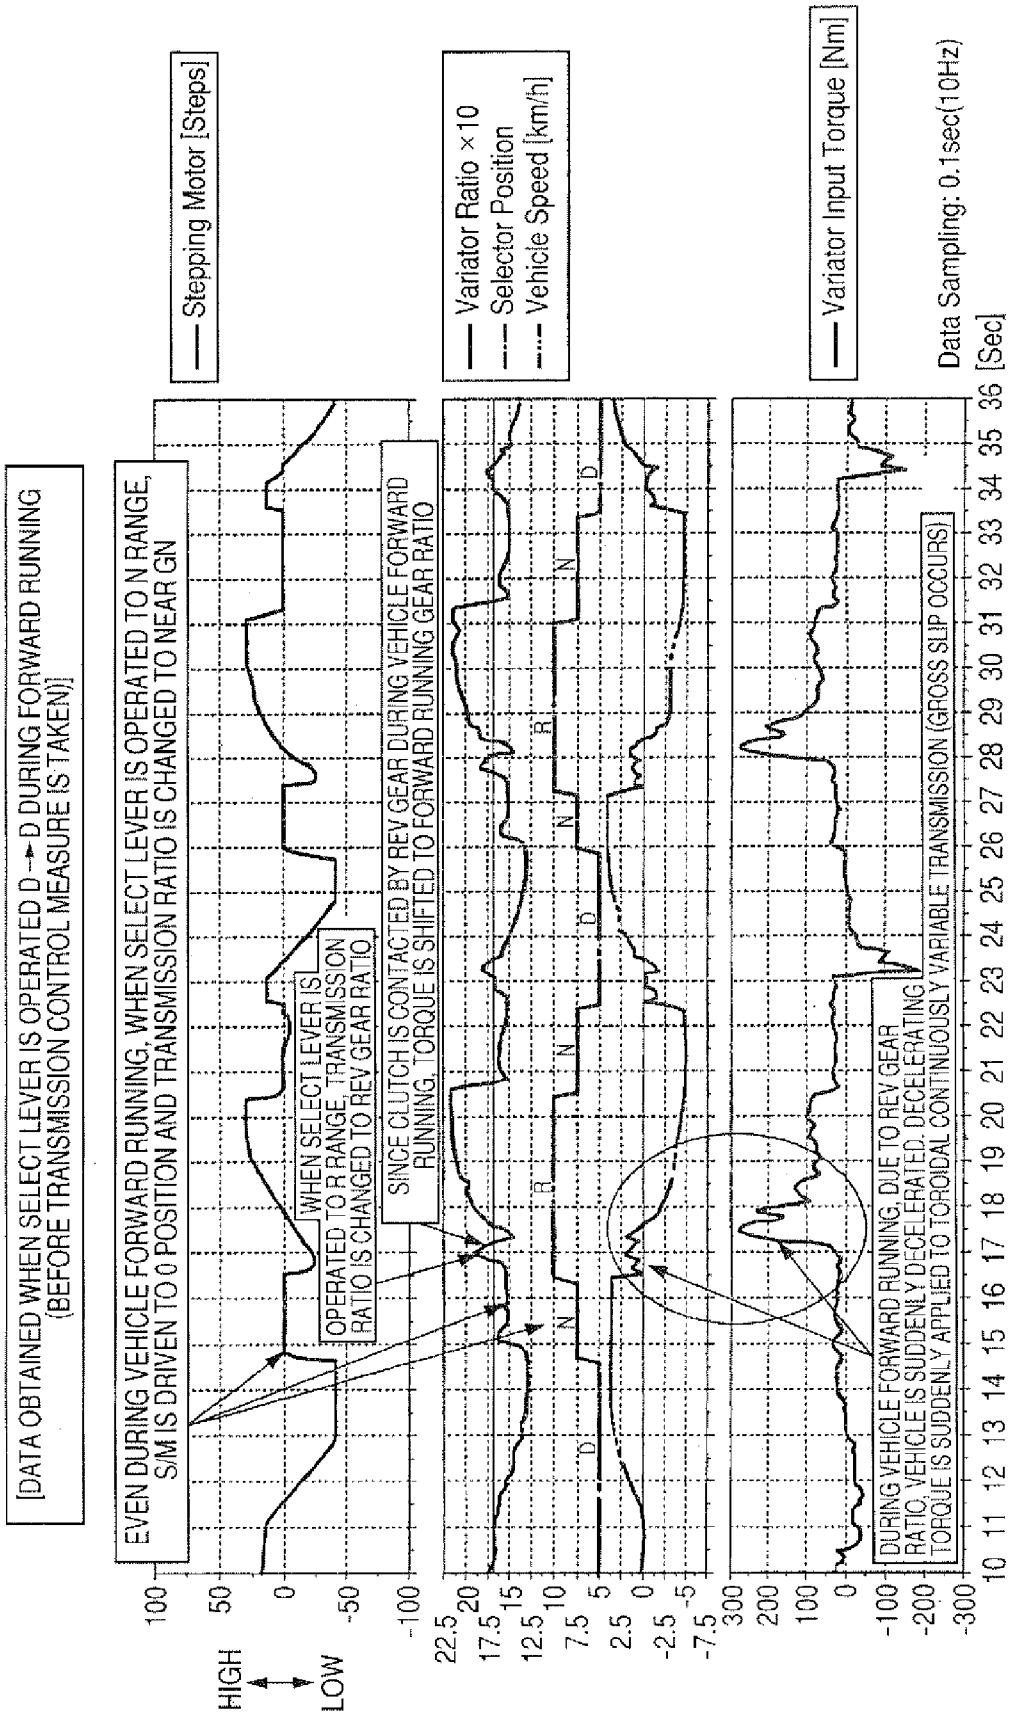 [DATA OBTAINED WHEN SELECT LEVER IS OPERATED D → D DURING FORWARD RUNNING
(BEFORE TRANSMISSION CONTROL MEASURE IS TAKEN)]
EVEN DURING VEHICLE FORWARD RUNNING, WHEN SELECT LEVER IS OPERATED TO N RANGE,
S/M IS DRIVEN TO 0 POSITION AND TRANSMISSION RATIO IS CHANGED TO NEAR GN
Stepping Motor [Steps]
HIGH
LOW
100
50
0
-50
-100
WHEN SELECT LEVER IS
OPERATED TO R RANGE, TRANSMISSION
RATIO IS CHANGED TO REV GEAR RATIO
SINCE CLUTCH IS CONTACTED BY REV GEAR DURING VEHICLE FORWARD
RUNNING, TORQUE IS SHIFTED TO FORWARD RUNNING GEAR RATIO
Variator Ratio ×10
Selector Position
Vehicle Speed [km/h]
22.5
20
17.5
15
12.5
10
7.5
5
2.5
0
-2.5
-5
-7.5
D
N
R
N
D
N
R
N
D
Variator Input Torque [Nm]
300
200
100
0
-100
-200
-300
DURING VEHICLE FORWARD RUNNING, DUE TO REV GEAR
RATIO, VEHICLE IS SUDDENLY DECELERATED. DECELERATING
TORQUE IS SUDDENLY APPLIED TO TOROIDAL CONTINUOUSLY VARIABLE TRANSMISSION (GROSS SLIP OCCURS)
10 11 12 13 14 15 16 17 18 19 20 21 22 23 24 25 26 27 28 29 30 31 32 33 34 35 36 [Sec]
Data Sampling: 0.1sec(10Hz)